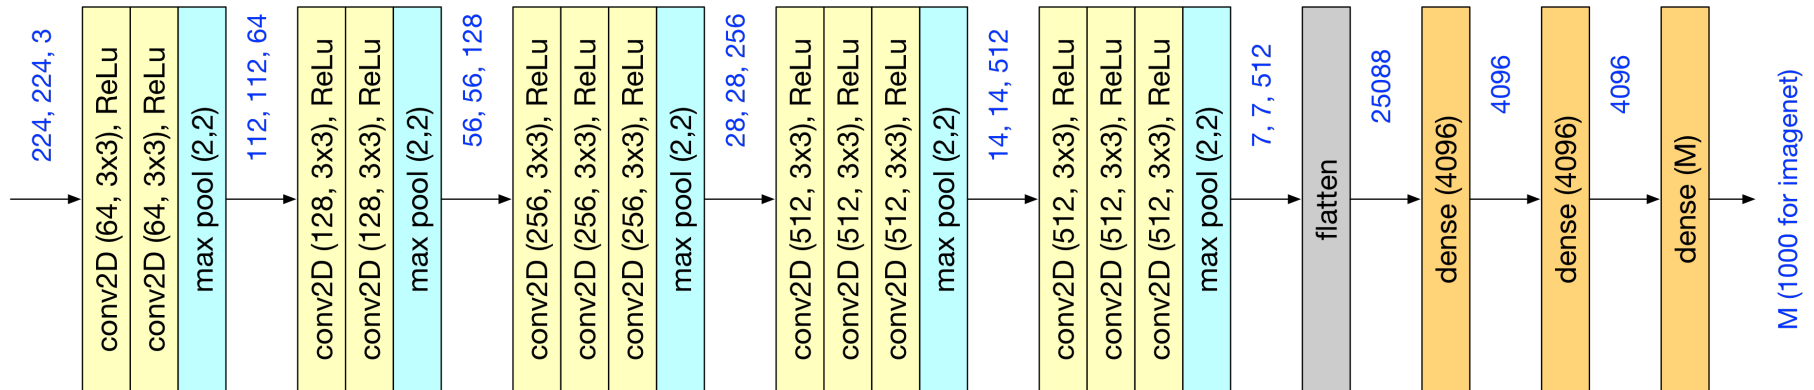 224, 224, 3
conv2D (64, 3x3), ReLu
conv2D (64, 3x3), ReLu
max pool (2,2)
112, 112, 64
conv2D (128, 3x3), ReLu
conv2D (128, 3x3), ReLu
max pool (2,2)
56, 56, 128
conv2D (256, 3x3), ReLu
conv2D (256, 3x3), ReLu
conv2D (256, 3x3), ReLu
max pool (2,2)
28, 28, 256
conv2D (512, 3x3), ReLu
conv2D (512, 3x3), ReLu
conv2D (512, 3x3), ReLu
max pool (2,2)
14, 14, 512
conv2D (512, 3x3), ReLu
conv2D (512, 3x3), ReLu
conv2D (512, 3x3), ReLu
max pool (2,2)
7, 7, 512
flatten
25088
dense (4096)
4096
dense (4096)
4096
dense (M)
M (1000 for imagenet)